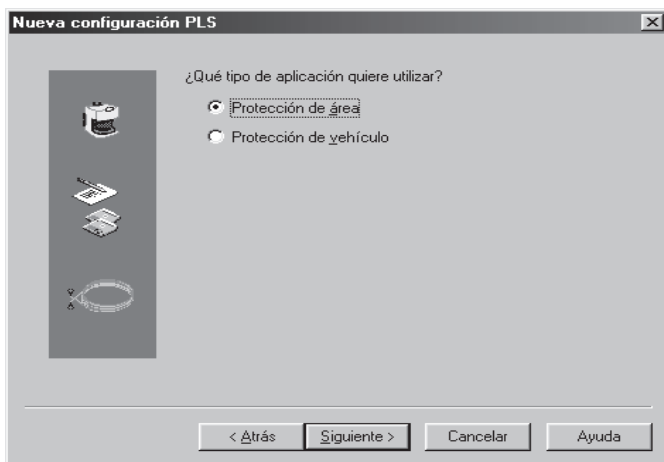 Nueva configuración PLS
¿Qué tipo de aplicación quiere utilizar?
Protección de área
Protección de vehículo
< Atrás
Siguiente >
Cancelar
Ayuda